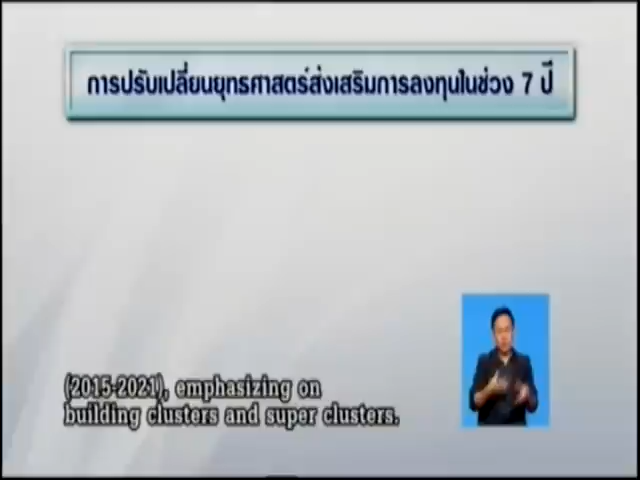 การปรับเปลี่ยนยุทธศาสตร์ส่งเสริมการลงทุนในช่วง 7 ปี
(2015-2021), emphasizing on
building clusters and super clusters.